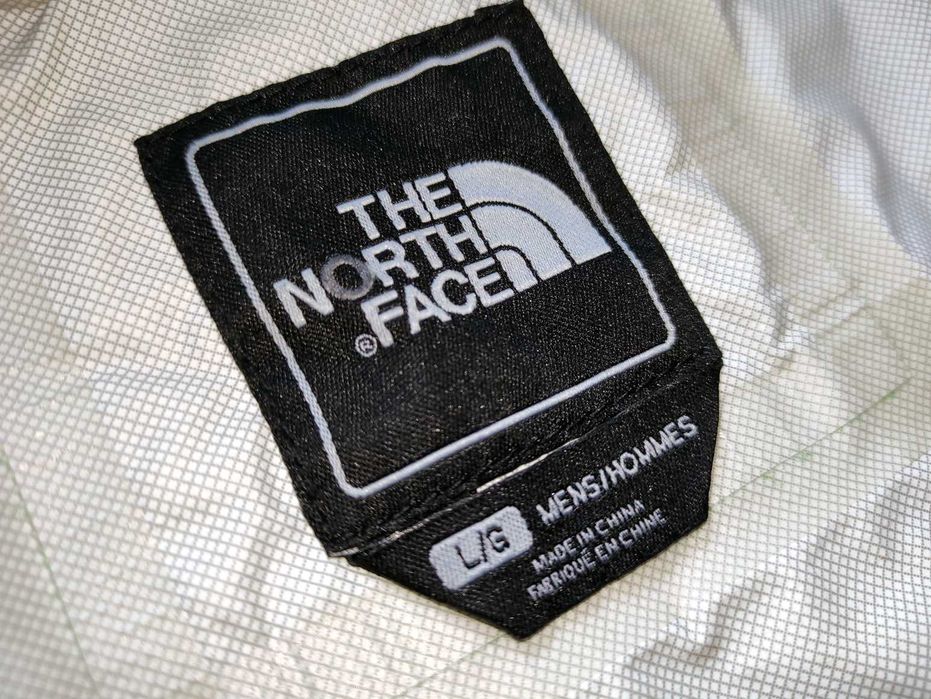 THE
NORTH
FACE
®
L/G
MENS/HOMMES
MADE IN CHINA
FABRIQUÉ EN CHINE